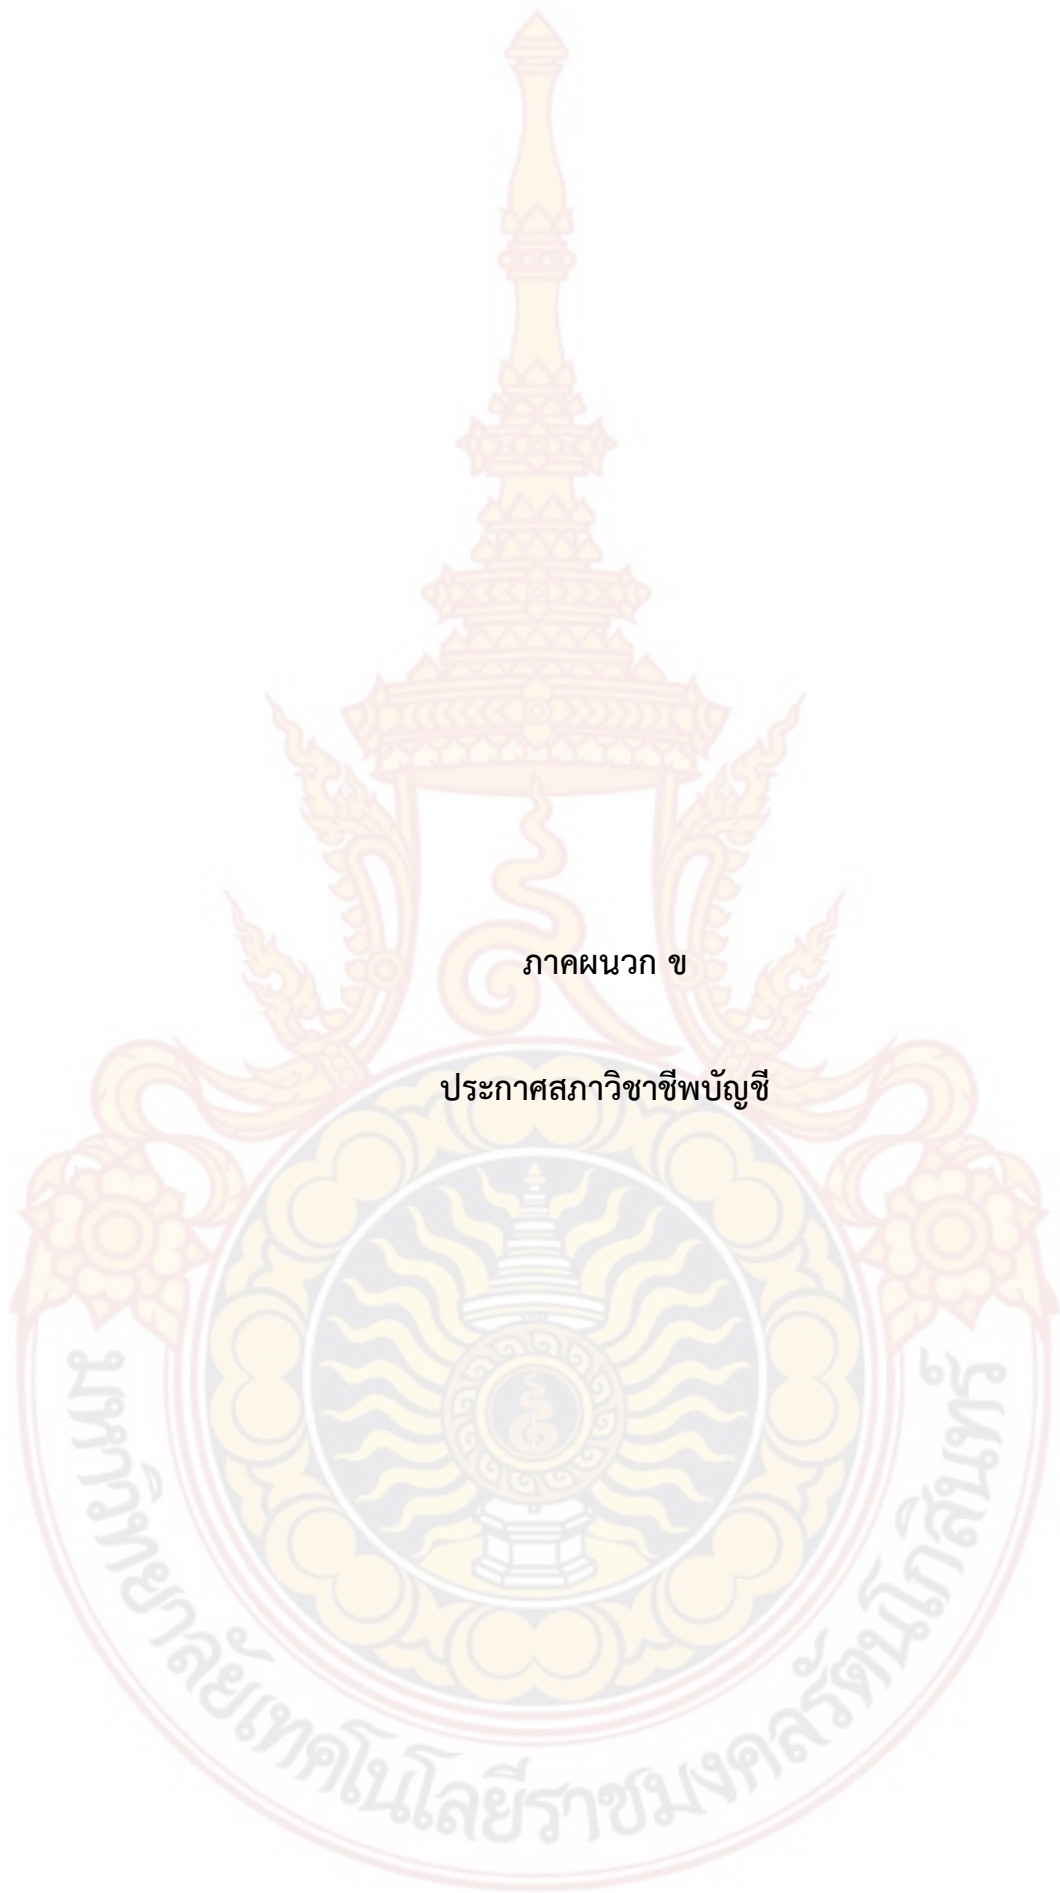 ภาคผนวก ข
ประกาศสภาวิชาชีพบัญชี
มหาวิทยาลัยเทคโนโลยีราชมงคลรัตนโกสินทร์